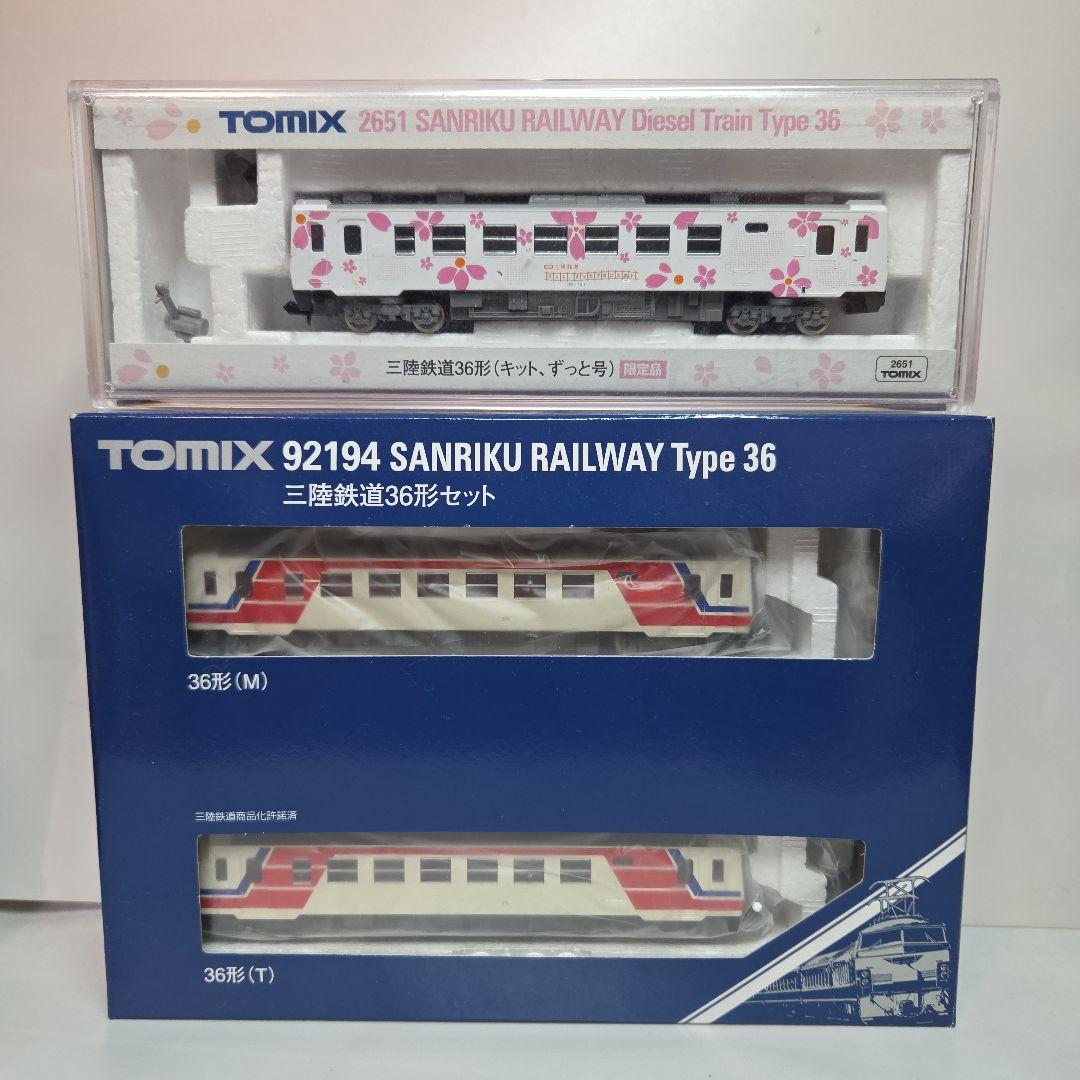 TOMIX 2651 SANRIKU RAILWAY Diesel Train Type 36
三陸鉄道36形(キット、ずっと号) 限定品
2651
TOMIX
TOMIX 92194 SANRIKU RAILWAY Type 36
三陸鉄道36形セット
36形(M)
三陸鉄道商品化許諾済
36形(T)